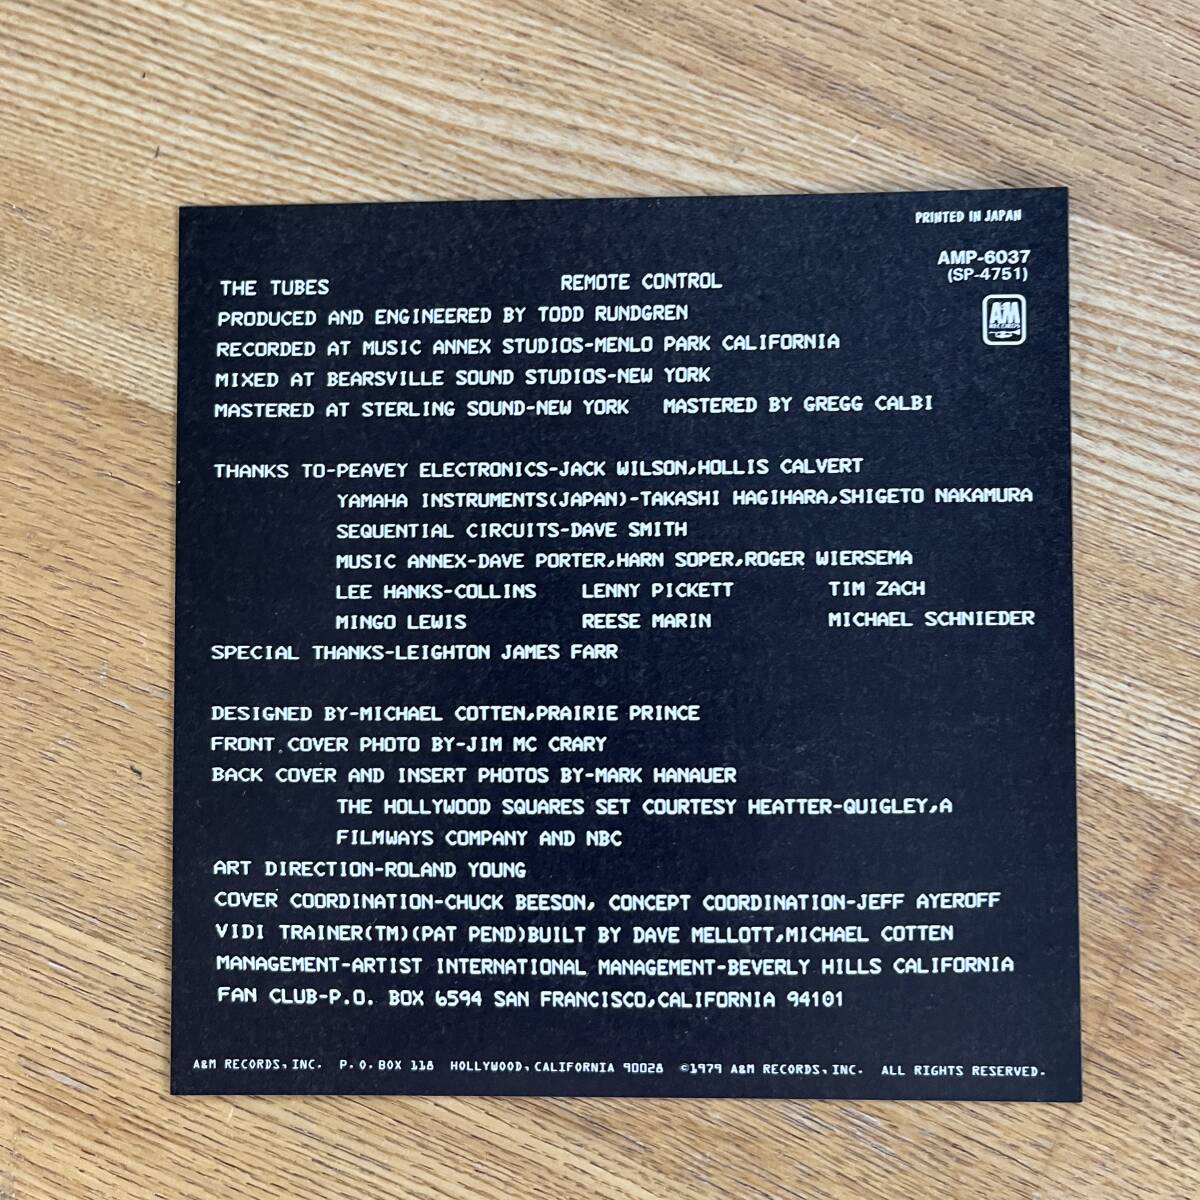 PRINTED IN JAPAN
AMP-6037
(SP-4751)
A&M
RECORDS
THE TUBES REMOTE CONTROL
PRODUCED AND ENGINEERED BY TODD RUNDGREN
RECORDED AT MUSIC ANNEX STUDIOS-MENLO PARK CALIFORNIA
MIXED AT BEARSVILLE SOUND STUDIOS-NEW YORK
MASTERED AT STERLING SOUND-NEW YORK MASTERED BY GREGG CALBI
THANKS TO-PEAVEY ELECTRONICS-JACK WILSON,HOLLIS CALVERT
YAMAHA INSTRUMENTS(JAPAN)-TAKASHI HAGIHARA,SHIGETO NAKAMURA
SEQUENTIAL CIRCUITS-DAVE SMITH
MUSIC ANNEX-DAVE PORTER,HARN SOPER,ROGER WIERSEMA
LEE HANKS-COLLINS LENNY PICKETT TIM ZACH
MINGO LEWIS REESE MARIN MICHAEL SCHNIEDER
SPECIAL THANKS-LEIGHTON JAMES FARR
DESIGNED BY-MICHAEL COTTEN,PRAIRIE PRINCE
FRONT COVER PHOTO BY-JIM MC CRARY
BACK COVER AND INSERT PHOTOS BY-MARK HANAUER
THE HOLLYWOOD SQUARES SET COURTESY HEATTER-QUIGLEY,A
FILMWAYS COMPANY AND NBC
ART DIRECTION-ROLAND YOUNG
COVER COORDINATION-CHUCK BEESON, CONCEPT COORDINATION-JEFF AYEROFF
VIDI TRAINER(TM)(PAT PEND)BUILT BY DAVE MELLOTT,MICHAEL COTTEN
MANAGEMENT-ARTIST INTERNATIONAL MANAGEMENT-BEVERLY HILLS CALIFORNIA
FAN CLUB-P.O. BOX 6594 SAN FRANCISCO,CALIFORNIA 94101
A&M RECORDS, INC. P.O. BOX 118 HOLLYWOOD, CALIFORNIA 90028 ©1979 A&M RECORDS, INC. ALL RIGHTS RESERVED.